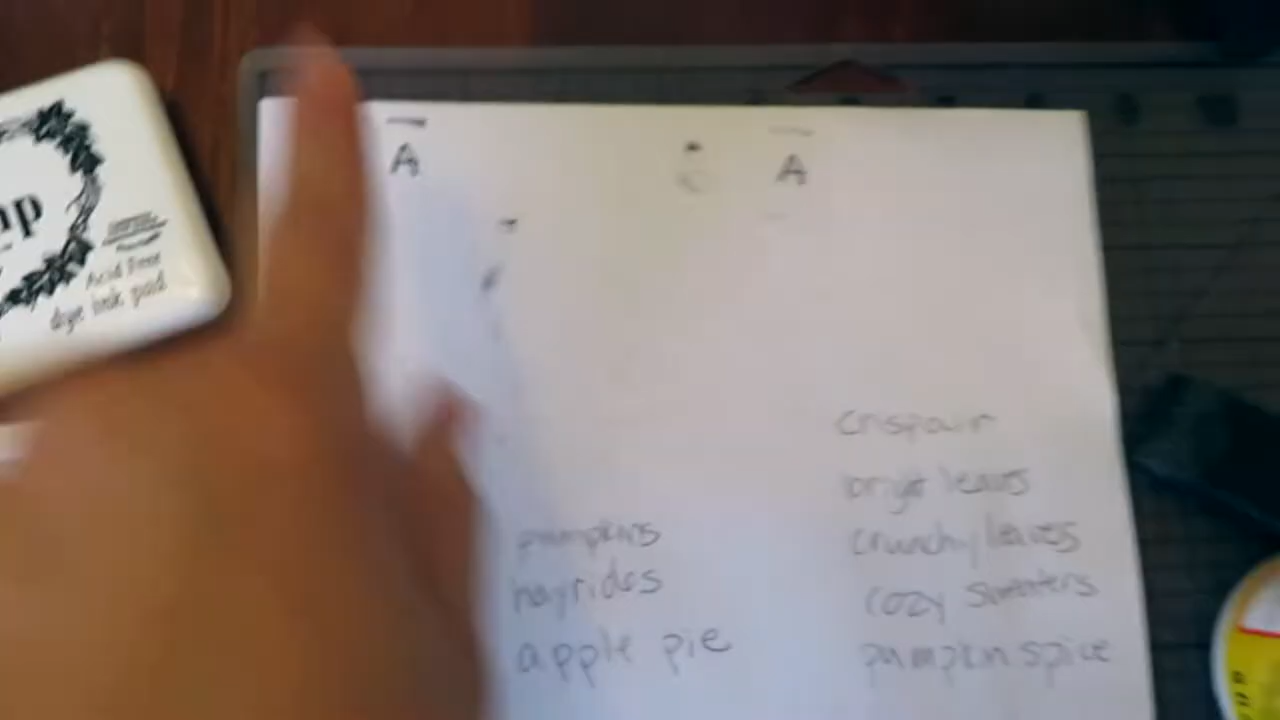 A
A
Acid Free
dye ink pad
crisp air
bright leaves
pumpkins
crunchy leaves
hayrides
cozy sweaters
apple pie
pumpkin spice